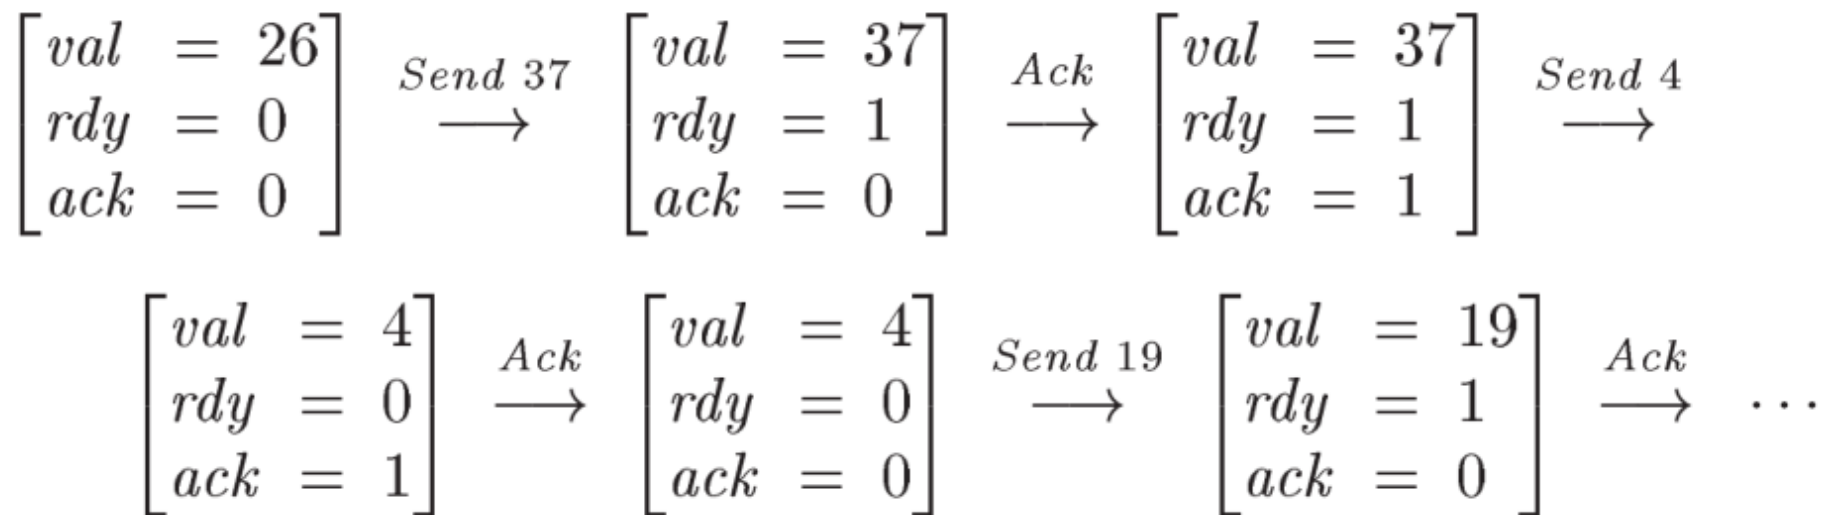 val = 26 Send 37 val = 37 Ack val = 37 Send 4
rdy = 0 ⟶ rdy = 1 ⟶ rdy = 1 ⟶
ack = 0 ack = 0 ack = 1
val = 4 Ack val = 4 Send 19 val = 19 Ack
rdy = 0 ⟶ rdy = 0 ⟶ rdy = 1 ⟶ ···
ack = 1 ack = 0 ack = 0